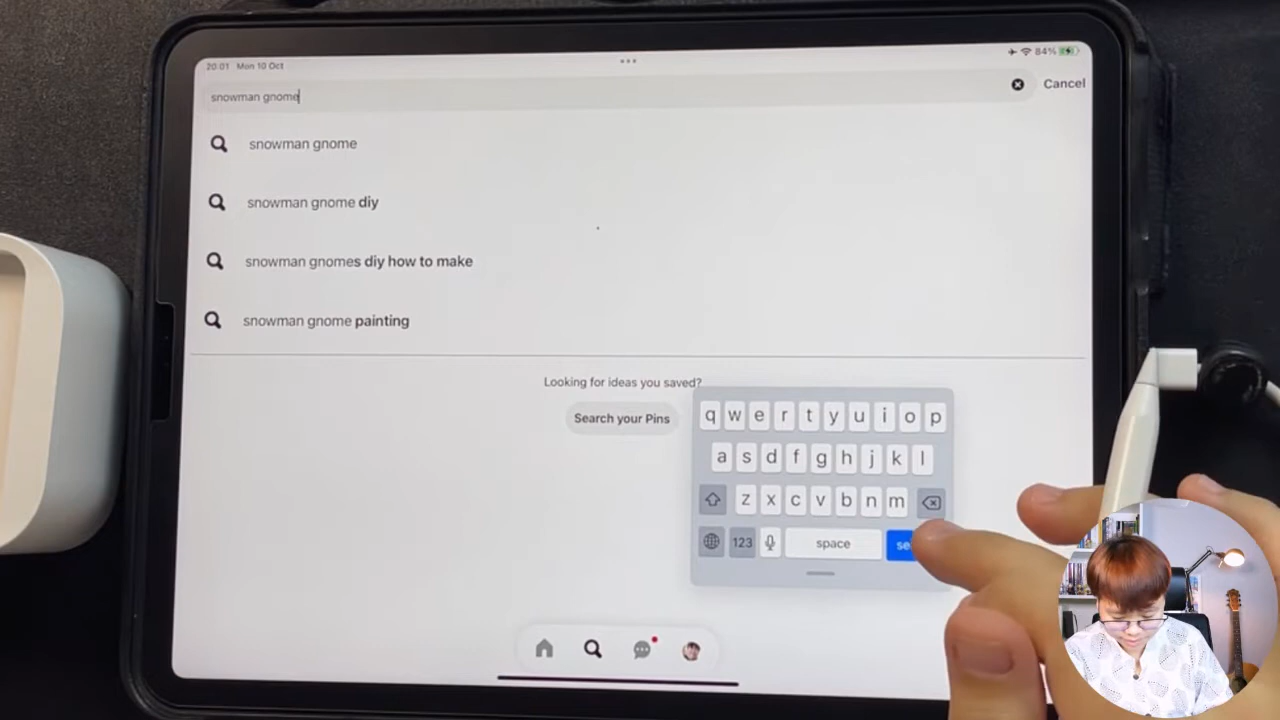 20:01 Mon 10 Oct
84%
snowman gnome
Cancel
snowman gnome
snowman gnome diy
snowman gnomes diy how to make
snowman gnome painting
Looking for ideas you saved?
Search your Pins
q w e r t y u i o p
a s d f g h j k l
z x c v b n m
123 space se